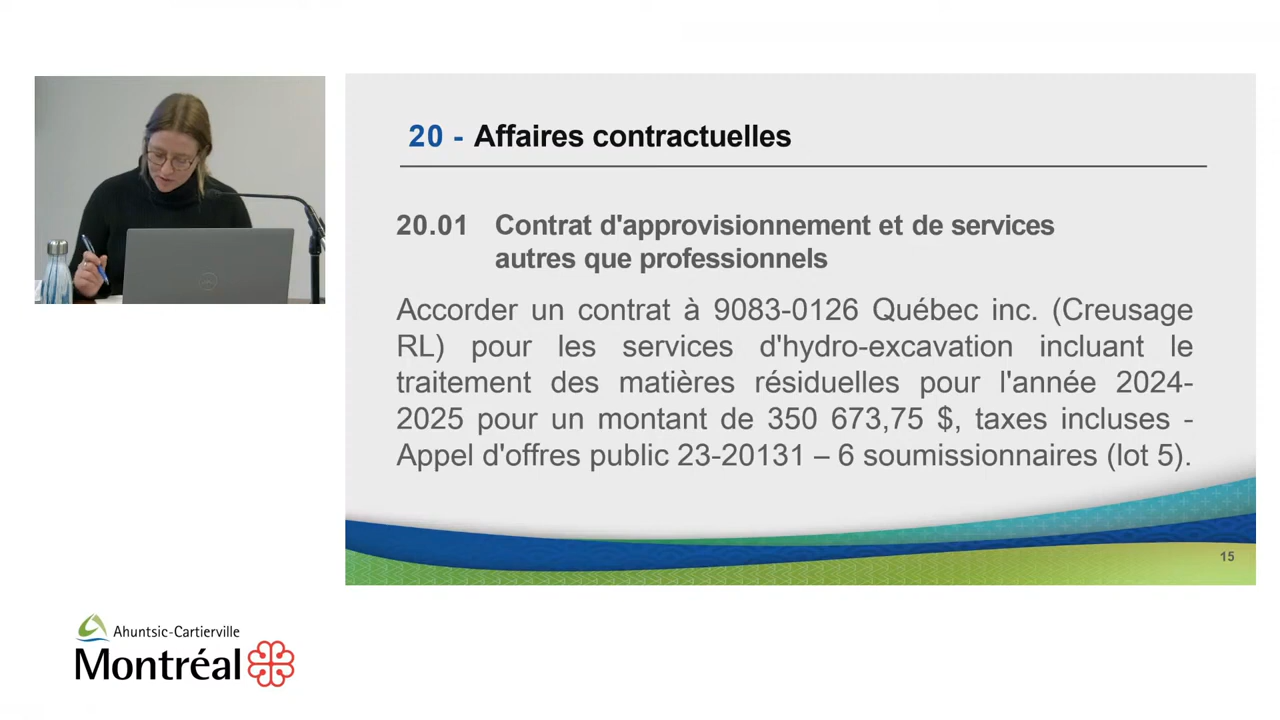 20 - Affaires contractuelles
20.01 Contrat d'approvisionnement et de services
autres que professionnels
Accorder un contrat à 9083-0126 Québec inc. (Creusage
RL) pour les services d'hydro-excavation incluant le
traitement des matières résiduelles pour l'année 2024-
2025 pour un montant de 350 673,75 $, taxes incluses -
Appel d'offres public 23-20131 – 6 soumissionnaires (lot 5).
15
Ahuntsic-Cartierville
Montréal